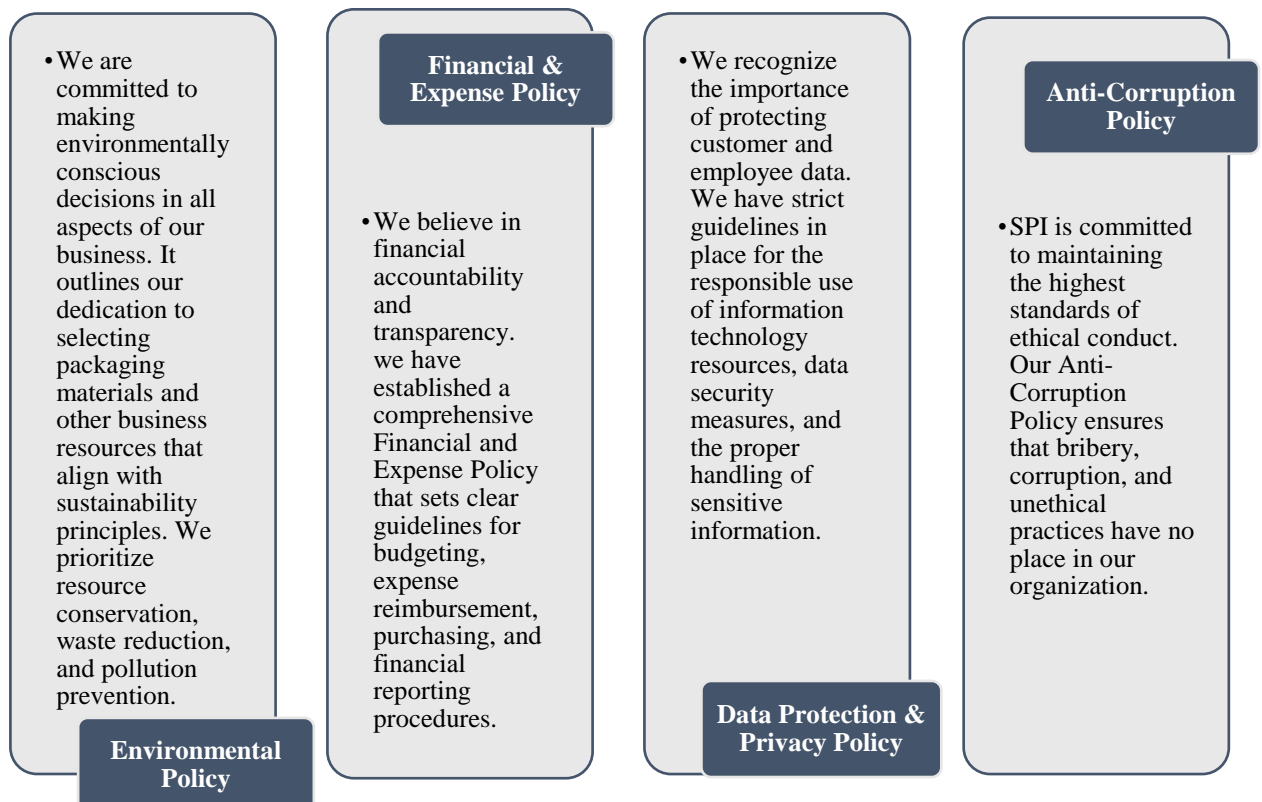 •We are
committed to
making
environmentally
conscious
decisions in all
aspects of our
business. It
outlines our
dedication to
selecting
packaging
materials and
other business
resources that
align with
sustainability
principles. We
prioritize
resource
conservation,
waste reduction,
and pollution
prevention.
Environmental
Policy
Financial &
Expense Policy
•We believe in
financial
accountability
and
transparency.
we have
established a
comprehensive
Financial and
Expense Policy
that sets clear
guidelines for
budgeting,
expense
reimbursement,
purchasing, and
financial
reporting
procedures.
•We recognize
the importance
of protecting
customer and
employee data.
We have strict
guidelines in
place for the
responsible use
of information
technology
resources, data
security
measures, and
the proper
handling of
sensitive
information.
Data Protection &
Privacy Policy
Anti-Corruption
Policy
•SPI is committed
to maintaining
the highest
standards of
ethical conduct.
Our Anti-
Corruption
Policy ensures
that bribery,
corruption, and
unethical
practices have no
place in our
organization.